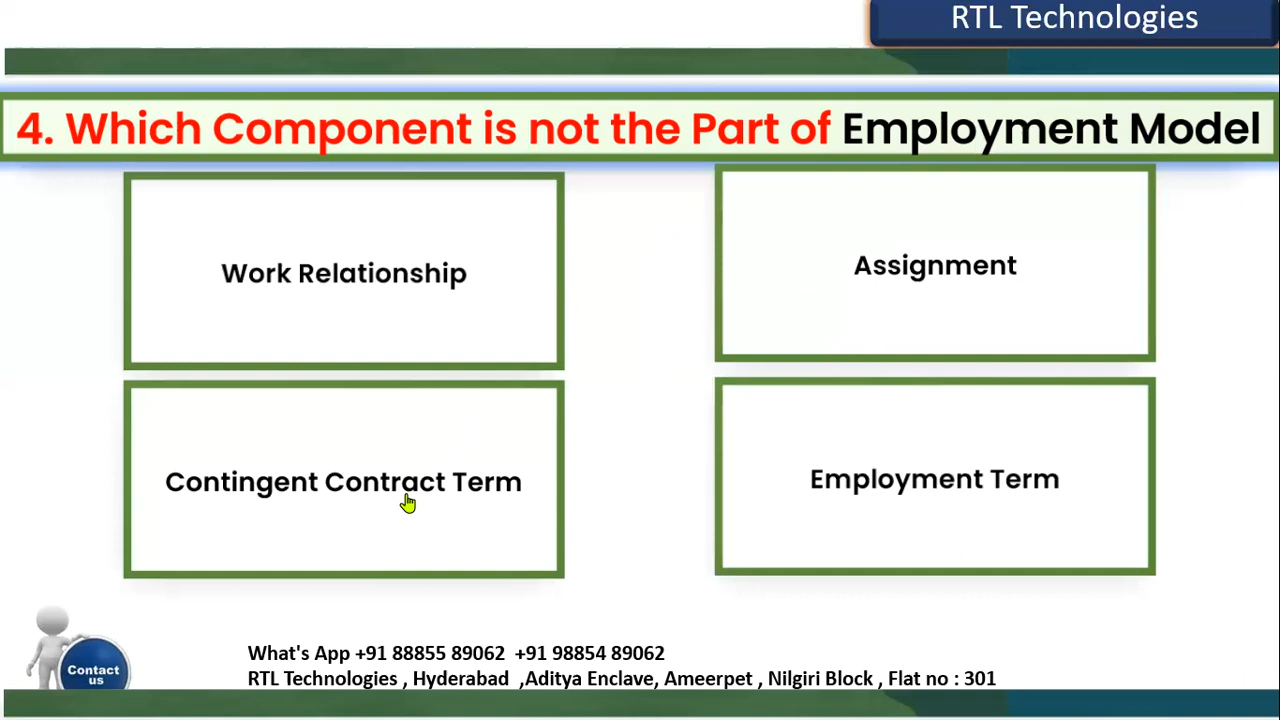 RTL Technologies
4. Which Component is not the Part of Employment Model
Work Relationship
Assignment
Contingent Contract Term
Employment Term
Contact
us
What's App +91 88855 89062 +91 98854 89062
RTL Technologies , Hyderabad ,Aditya Enclave, Ameerpet , Nilgiri Block , Flat no : 301